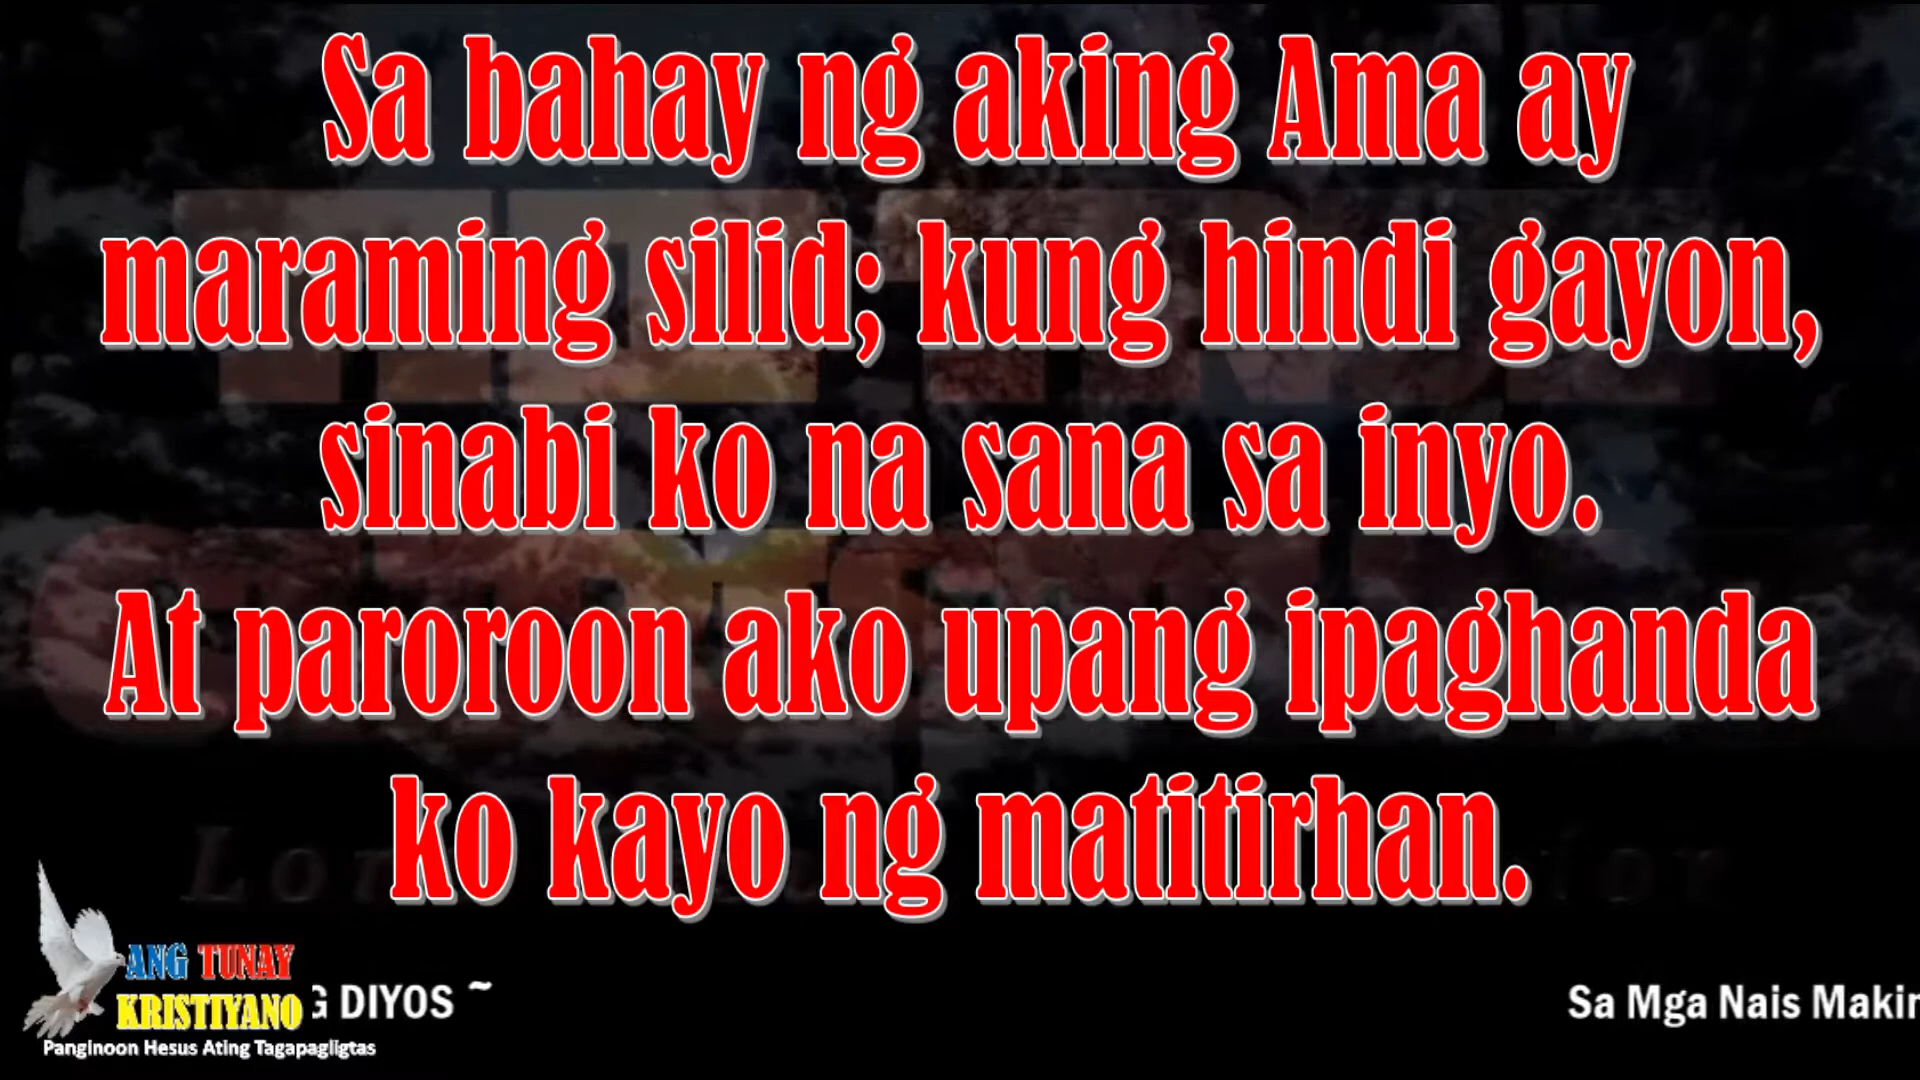 Sa bahay ng aking Ama ay
maraming silid; kung hindi gayon,
sinabi ko na sana sa inyo.
At paroroon ako upang ipaghanda
ko kayo ng matitirhan.
ANG TUNAY
KRISTIYANO
Panginoon Hesus Ating Tagapagligtas
G DIYOS ~
Sa Mga Nais